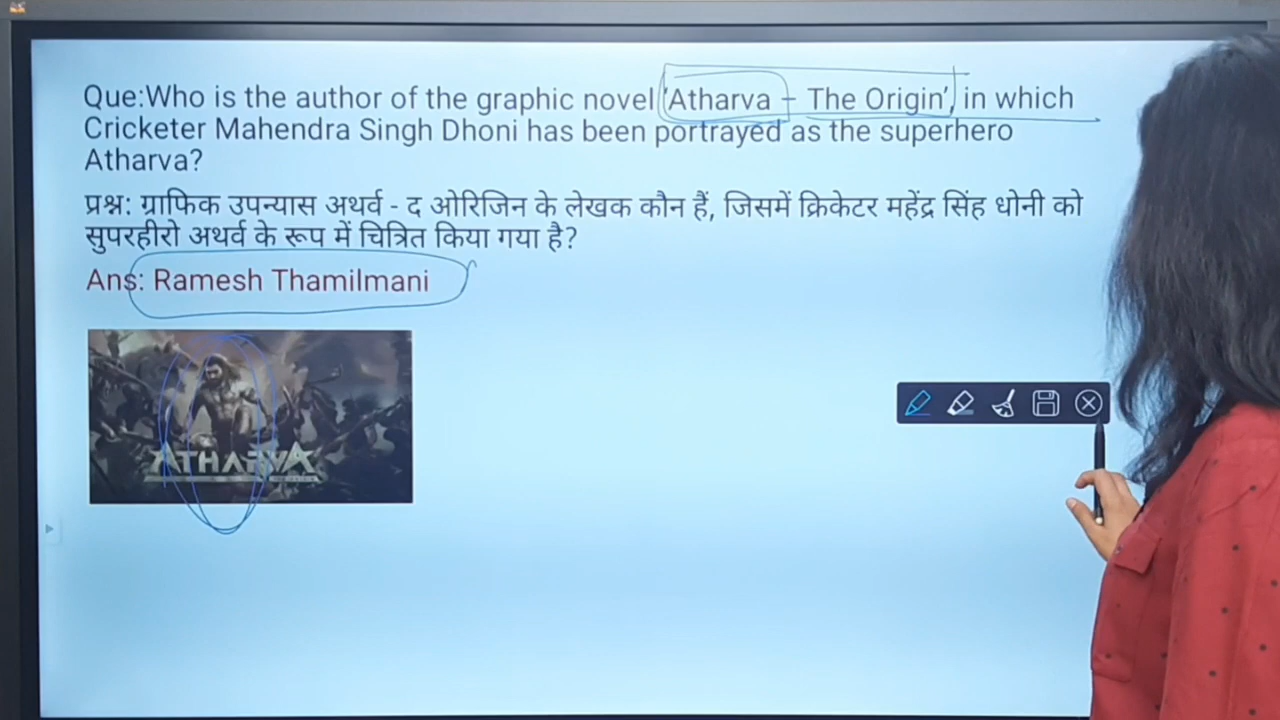 Que:Who is the author of the graphic novel 'Atharva - The Origin', in which
Cricketer Mahendra Singh Dhoni has been portrayed as the superhero
Atharva?
प्रश्न: ग्राफिक उपन्यास अथर्व - द ओरिजिन के लेखक कौन हैं, जिसमें क्रिकेटर महेंद्र सिंह धोनी को
सुपरहीरो अथर्व के रूप में चित्रित किया गया है?
Ans: Ramesh Thamilmani
ATHARVA